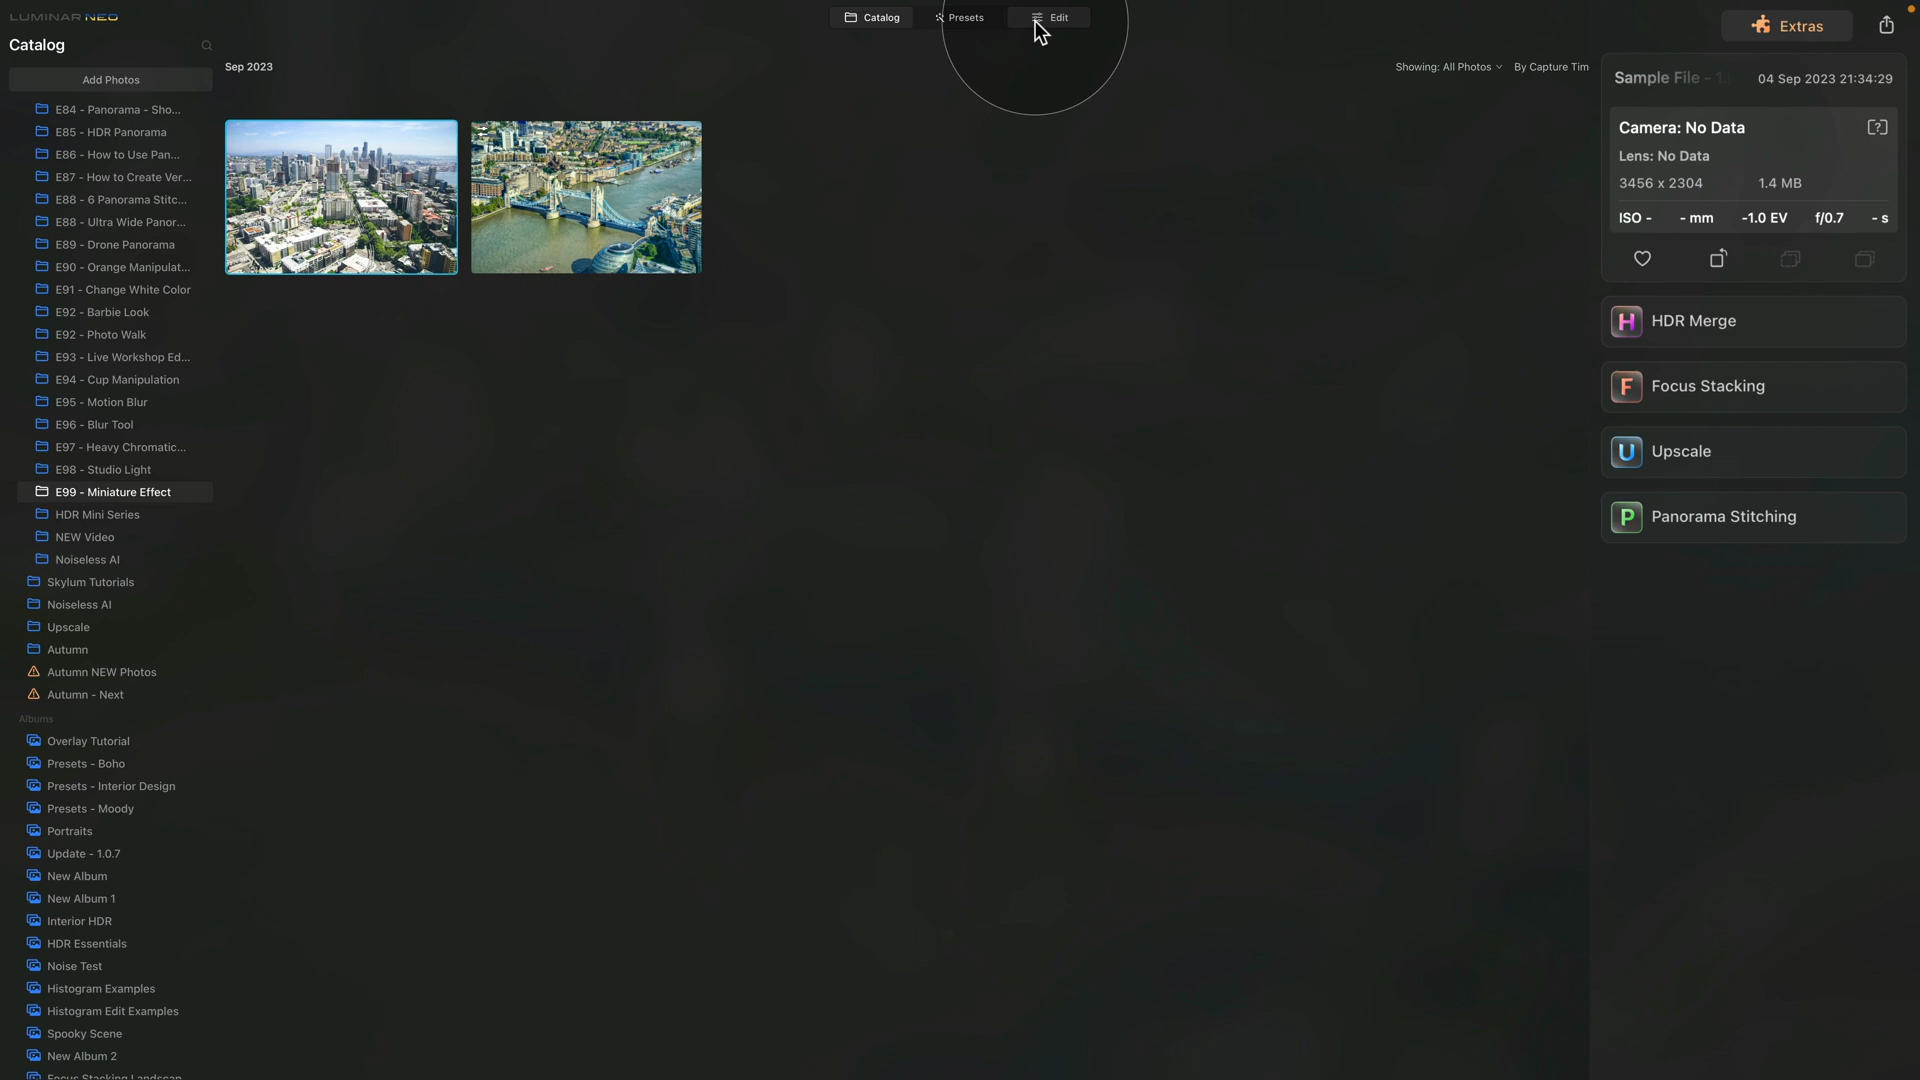 LUMINAR NEO
Catalog
Presets
Edit
Extras
Catalog
Add Photos
E84 - Panorama - Sho...
E85 - HDR Panorama
E86 - How to Use Pan...
E87 - How to Create Ver...
E88 - 6 Panorama Stitc...
E88 - Ultra Wide Panor...
E89 - Drone Panorama
E90 - Orange Manipulat...
E91 - Change White Color
E92 - Barbie Look
E92 - Photo Walk
E93 - Live Workshop Ed...
E94 - Cup Manipulation
E95 - Motion Blur
E96 - Blur Tool
E97 - Heavy Chromatic...
E98 - Studio Light
E99 - Miniature Effect
HDR Mini Series
NEW Video
Noiseless AI
Skylum Tutorials
Noiseless AI
Upscale
Autumn
Autumn NEW Photos
Autumn - Next
Albums
Overlay Tutorial
Presets - Boho
Presets - Interior Design
Presets - Moody
Portraits
Update - 1.0.7
New Album
New Album 1
Interior HDR
HDR Essentials
Noise Test
Histogram Examples
Histogram Edit Examples
Spooky Scene
New Album 2
Focus Stacking Landscap
Sep 2023
Showing: All Photos
By Capture Tim
Sample File - 1.
04 Sep 2023 21:34:29
Camera: No Data
[?]
Lens: No Data
3456 x 2304 1.4 MB
ISO - - mm -1.0 EV f/0.7 - s
H HDR Merge
F Focus Stacking
U Upscale
P Panorama Stitching